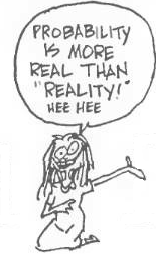 PROBABILITY
IS MORE
REAL THAN
"REALITY!"
HEE HEE